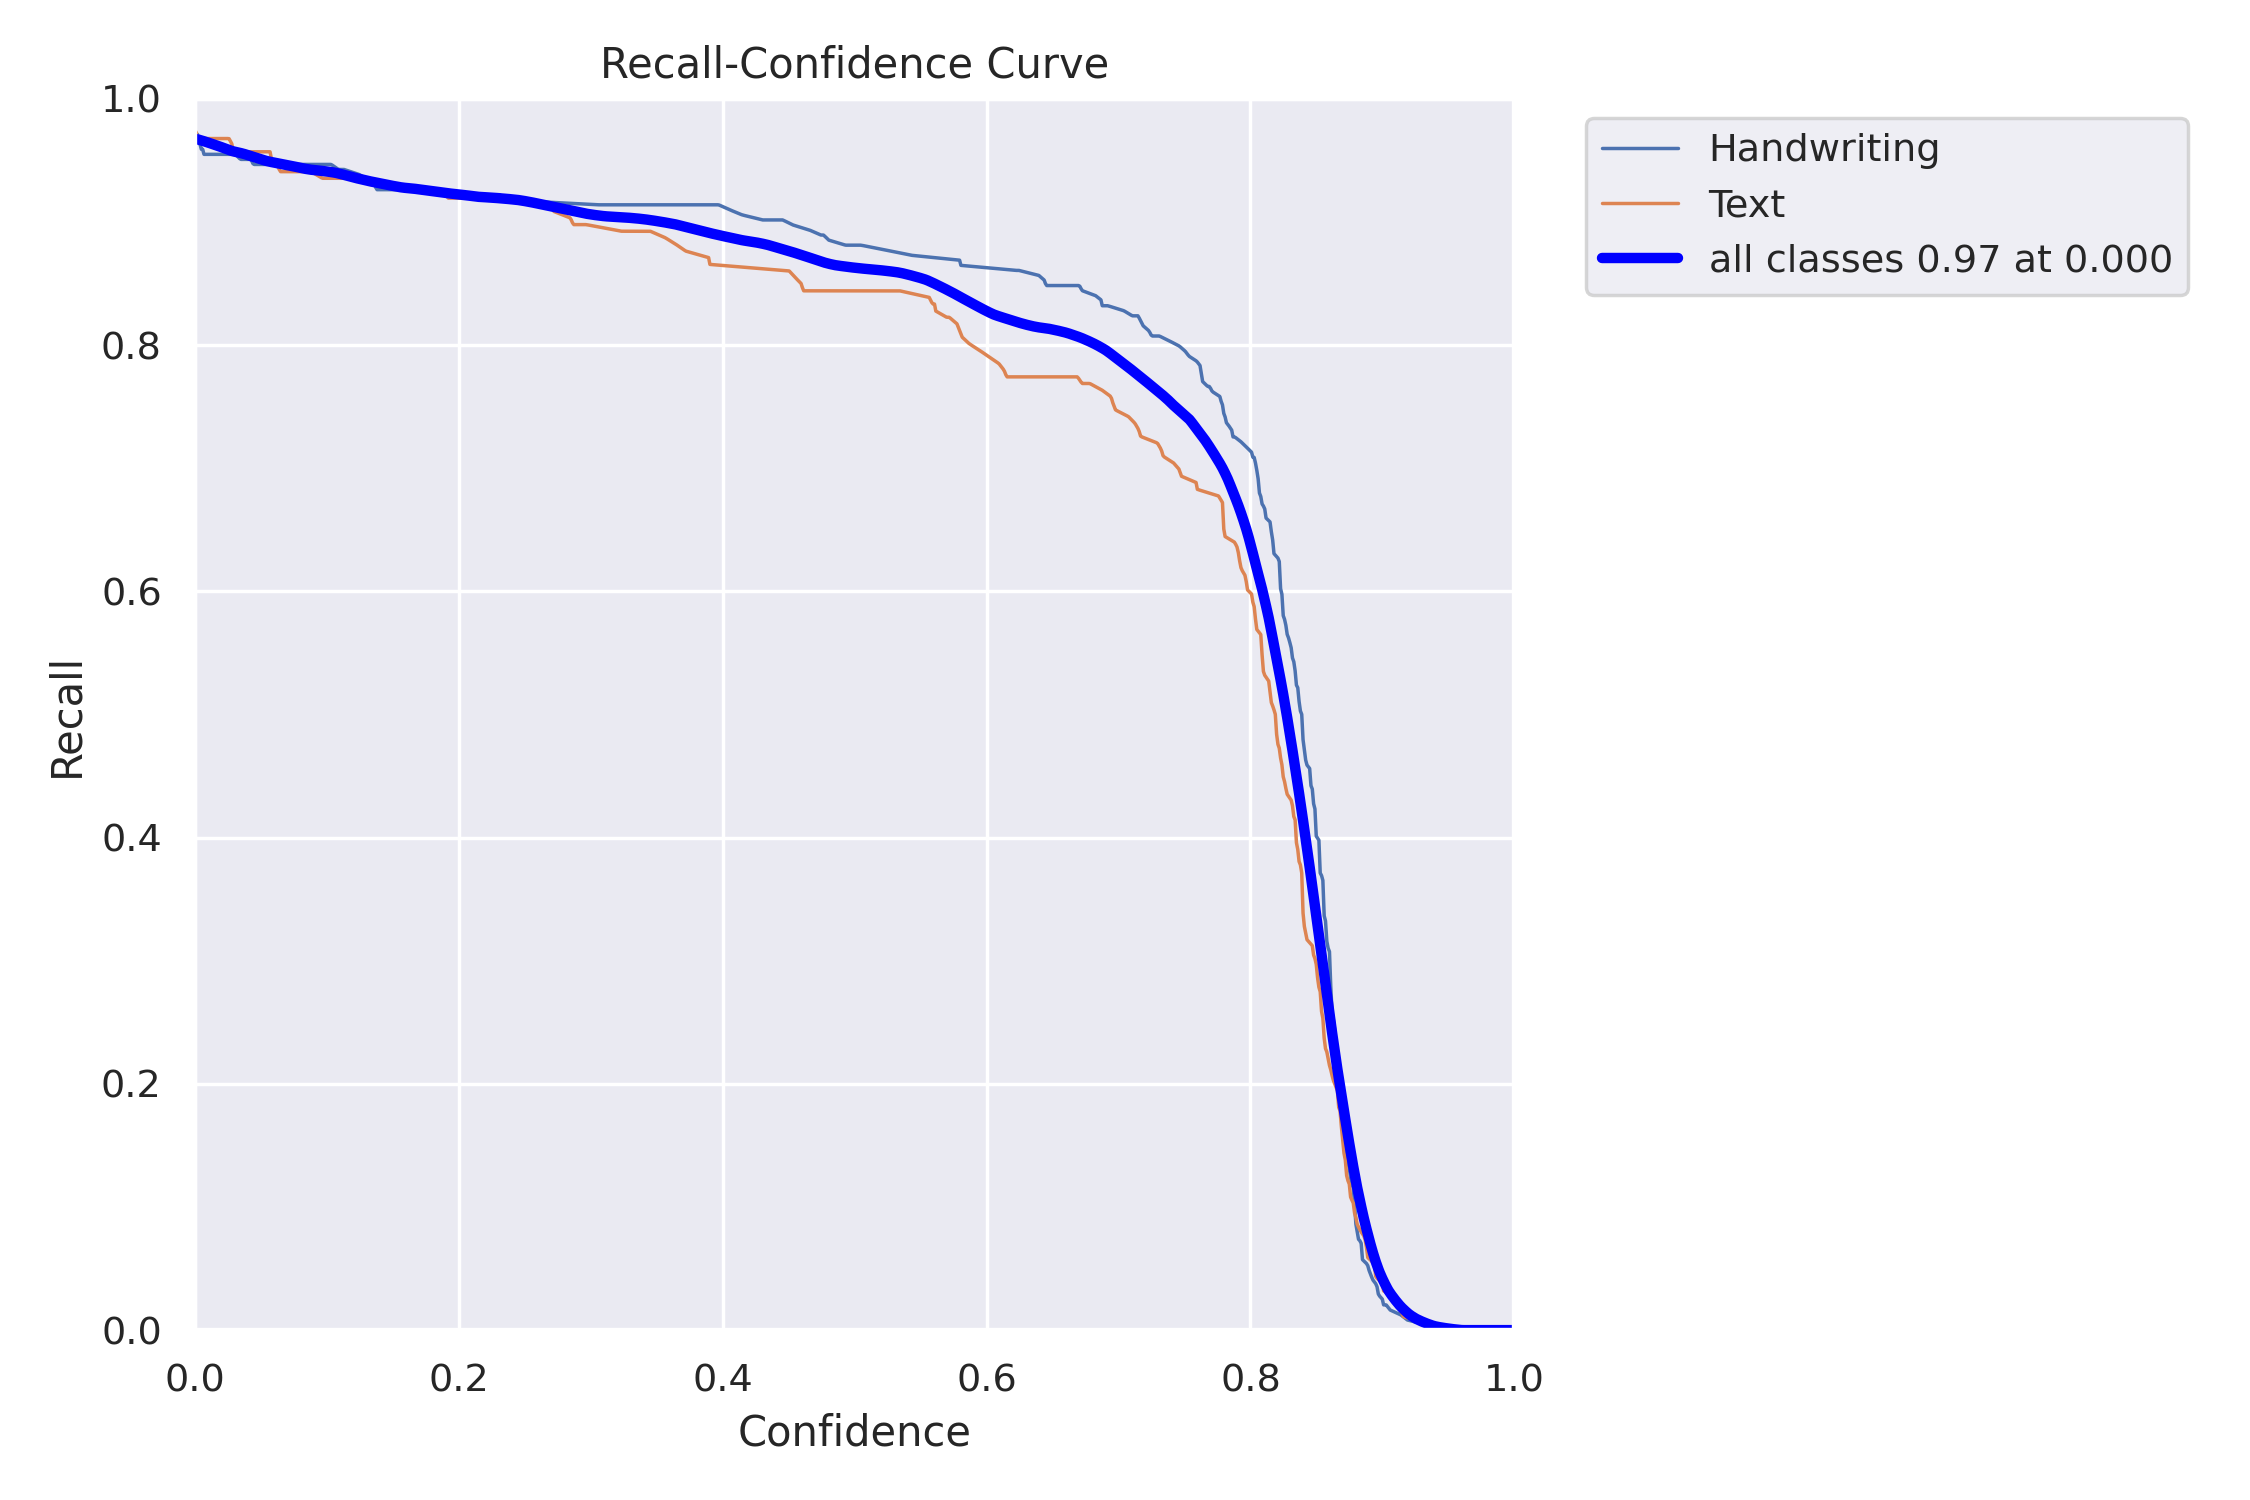 Recall-Confidence Curve
1.0
0.8
0.6
0.4
0.2
0.0
Recall
0.0 0.2 0.4 0.6 0.8 1.0
Confidence
Handwriting
Text
all classes 0.97 at 0.000